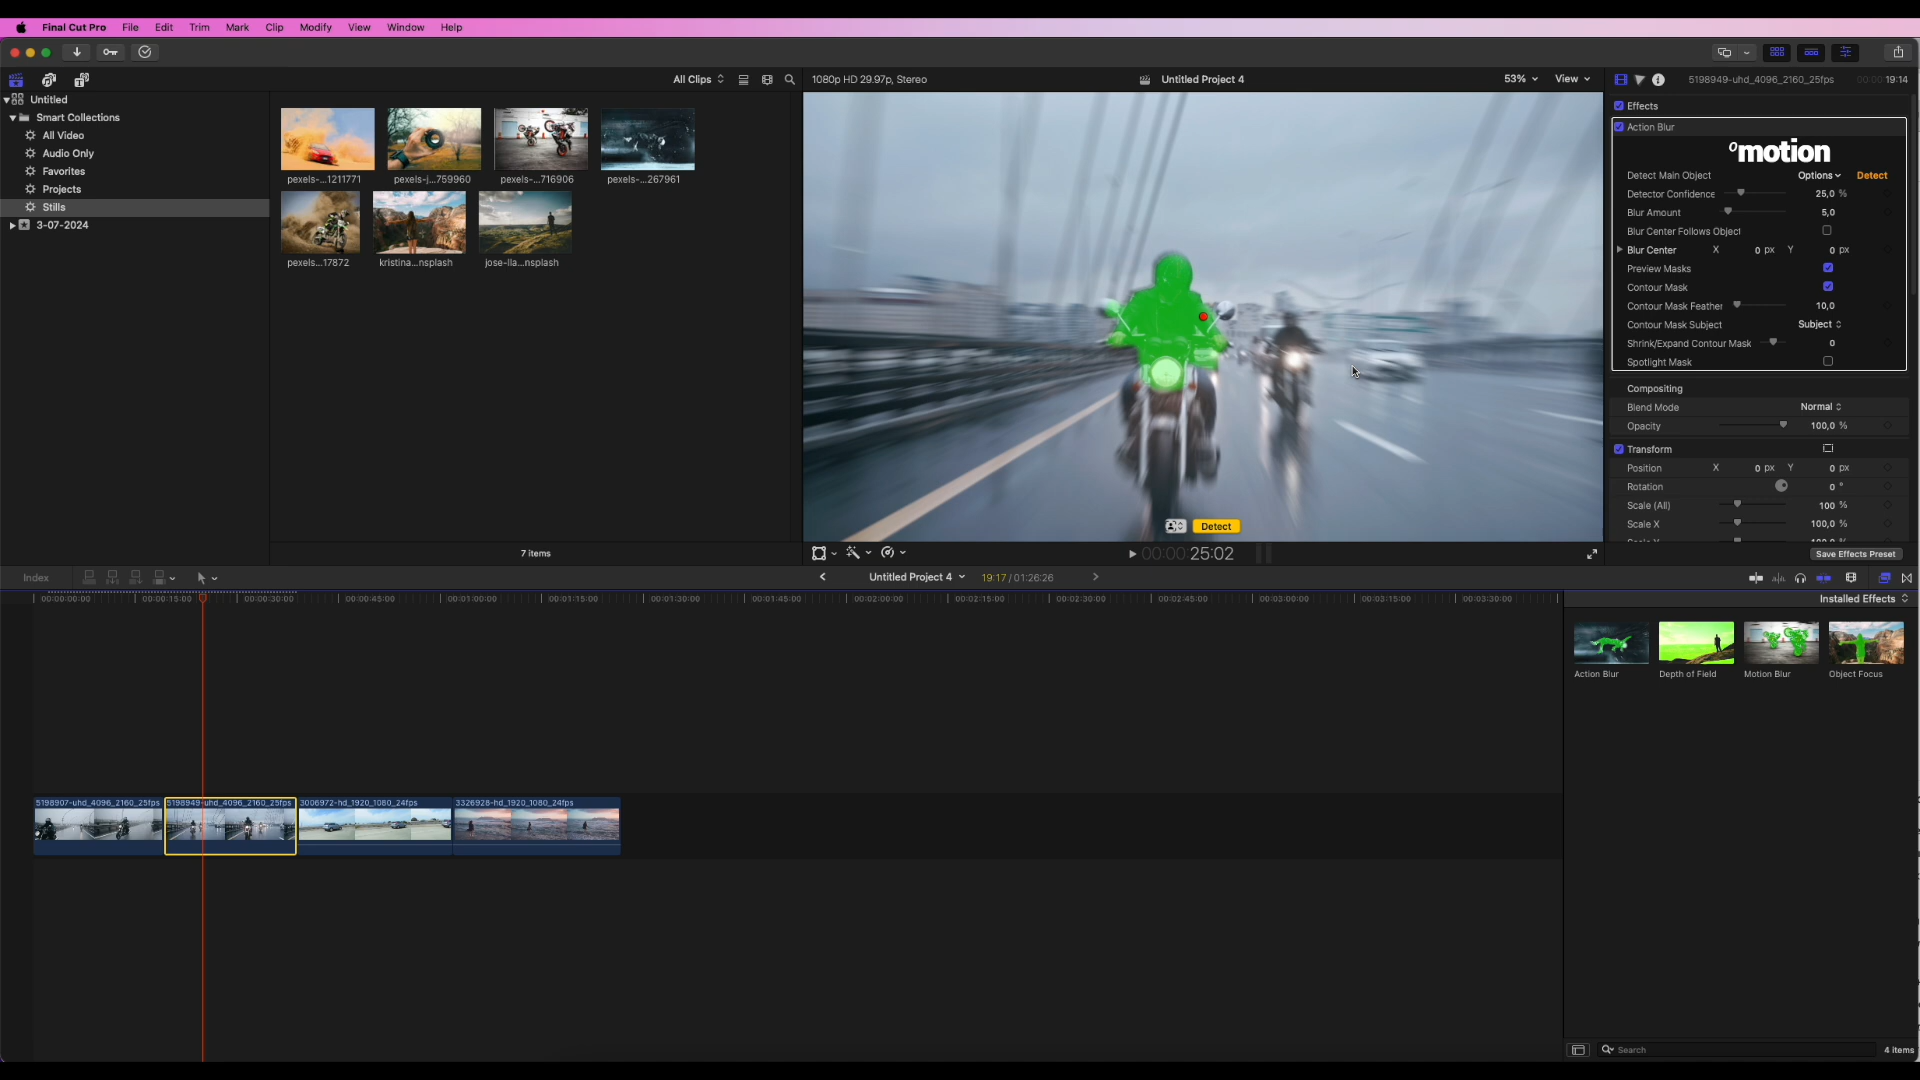 Final Cut Pro File Edit Trim Mark Clip Modify View Window Help
All Clips
1080p HD 29.97p, Stereo
Untitled Project 4
53%
View
5198949-uhd_4096_2160_25fps
00:00 19:14
Untitled
Smart Collections
All Video
Audio Only
Favorites
Projects
Stills
3-07-2024
pexels-...1211771
pexels-j...759960
pexels-...716906
pexels-...267961
pexels...17872
kristina...nsplash
jose-lla...nsplash
7 items
Detect
00:00:25:02
Effects
Action Blur
motion
Detect Main Object Options Detect
Detector Confidence 25,0 %
Blur Amount 5,0
Blur Center Follows Object
Blur Center X 0 px Y 0 px
Preview Masks
Contour Mask
Contour Mask Feather 10,0
Contour Mask Subject Subject
Shrink/Expand Contour Mask 0
Spotlight Mask
Compositing
Blend Mode Normal
Opacity 100,0 %
Transform
Position X 0 px Y 0 px
Rotation 0 °
Scale (All) 100 %
Scale X 100,0 %
Save Effects Preset
Index
Untitled Project 4
19:17 / 01:26:26
00:00:00:00 00:00:15:00 00:00:30:00 00:00:45:00 00:01:00:00 00:01:15:00 00:01:30:00 00:01:45:00 00:02:00:00 00:02:15:00 00:02:30:00 00:02:45:00 00:03:00:00 00:03:15:00 00:03:30:00
Installed Effects
Action Blur
Depth of Field
Motion Blur
Object Focus
5198907-uhd_4096_2160_25fps
5198949-uhd_4096_2160_25fps
3006972-hd_1920_1080_24fps
3326928-hd_1920_1080_24fps
Search
4 items